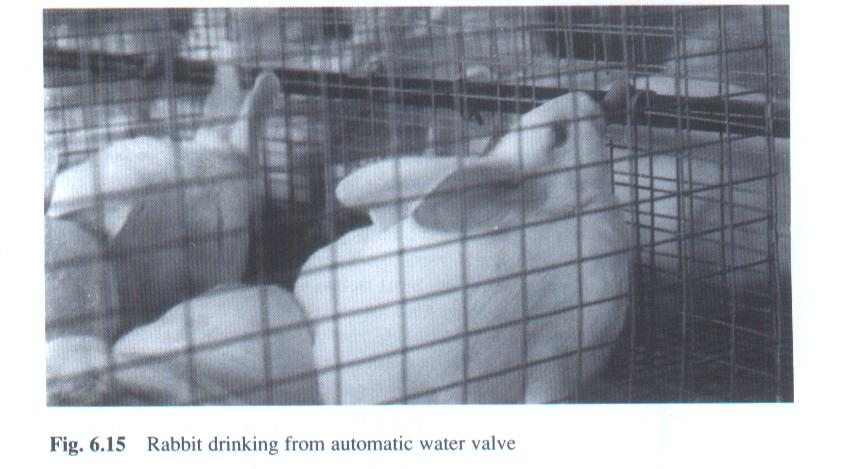 Fig. 6.15 Rabbit drinking from automatic water valve